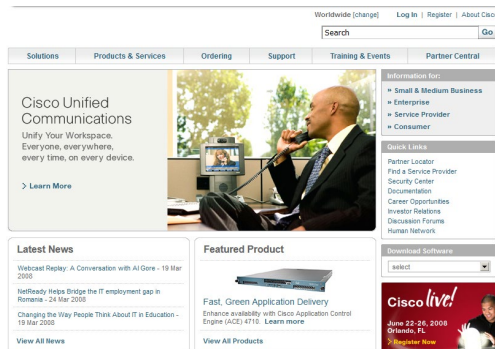 Worldwide [change] Log In | Register | About Cisco
Search Go
Solutions Products & Services Ordering Support Training & Events Partner Central
Cisco Unified
Communications
Unify Your Workspace.
Everyone, everywhere,
every time, on every device.
> Learn More
Information for:
» Small & Medium Business
» Enterprise
» Service Provider
» Consumer
Quick Links
Partner Locator
Find a Service Provider
Security Center
Documentation
Career Opportunities
Investor Relations
Discussion Forums
Human Network
Latest News
Webcast Replay: A Conversation with Al Gore - 19 Mar
2008
NetReady Helps Bridge the IT employment gap in
Romania - 24 Mar 2008
Changing the Way People Think About IT in Education -
19 Mar 2008
View All News
Featured Product
Fast, Green Application Delivery
Enhance availability with Cisco Application Control
Engine (ACE) 4710. Learn more
View All Products
Download Software
select
Cisco live!
June 22-26, 2008
Orlando, FL
> Register Now